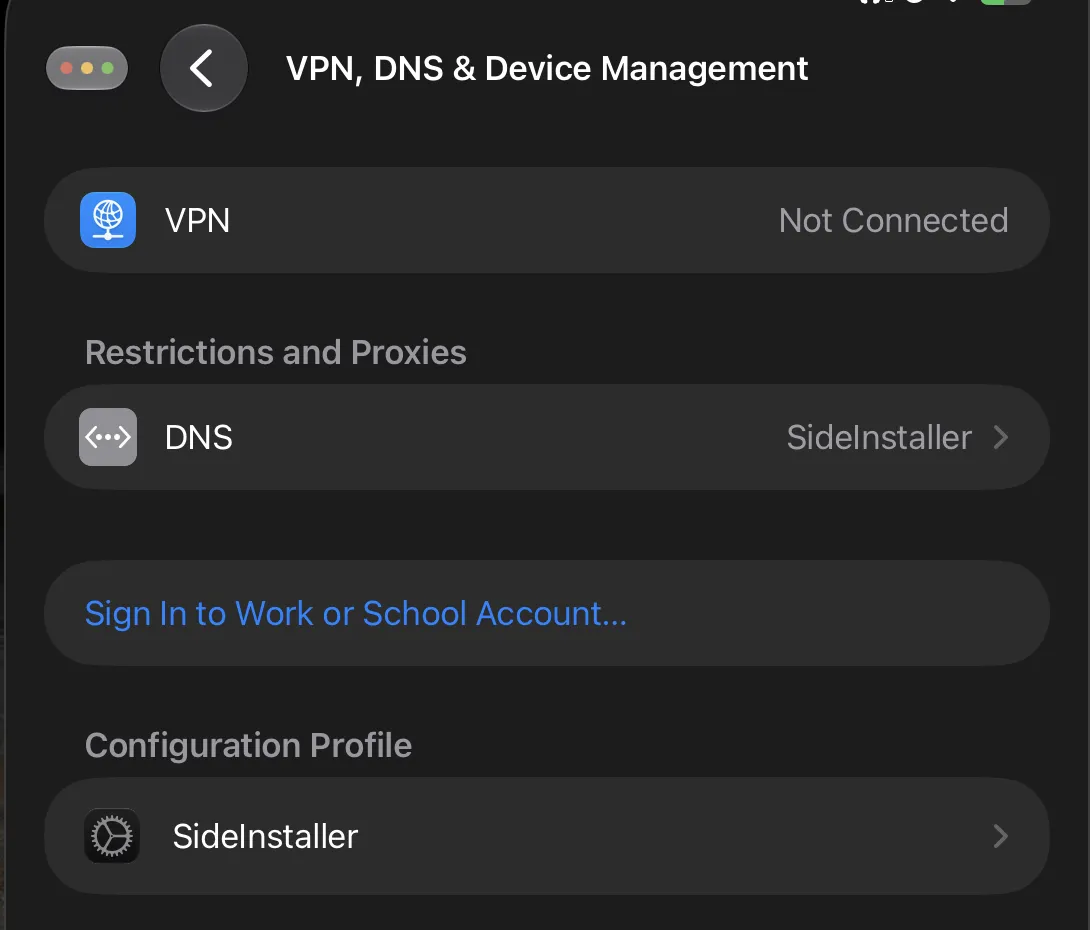 VPN, DNS & Device Management
VPN
Not Connected
Restrictions and Proxies
DNS
SideInstaller
Sign In to Work or School Account...
Configuration Profile
SideInstaller